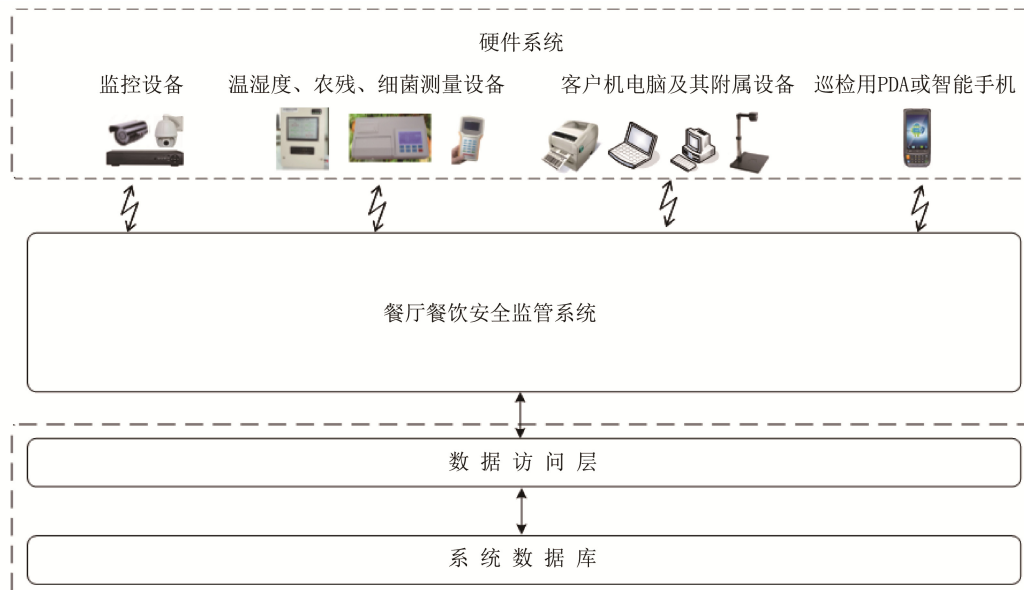 硬件系统
监控设备
温湿度、农残、细菌测量设备
客户机电脑及其附属设备
巡检用PDA或智能手机
餐厅餐饮安全监管系统
数据访问层
系统数据库